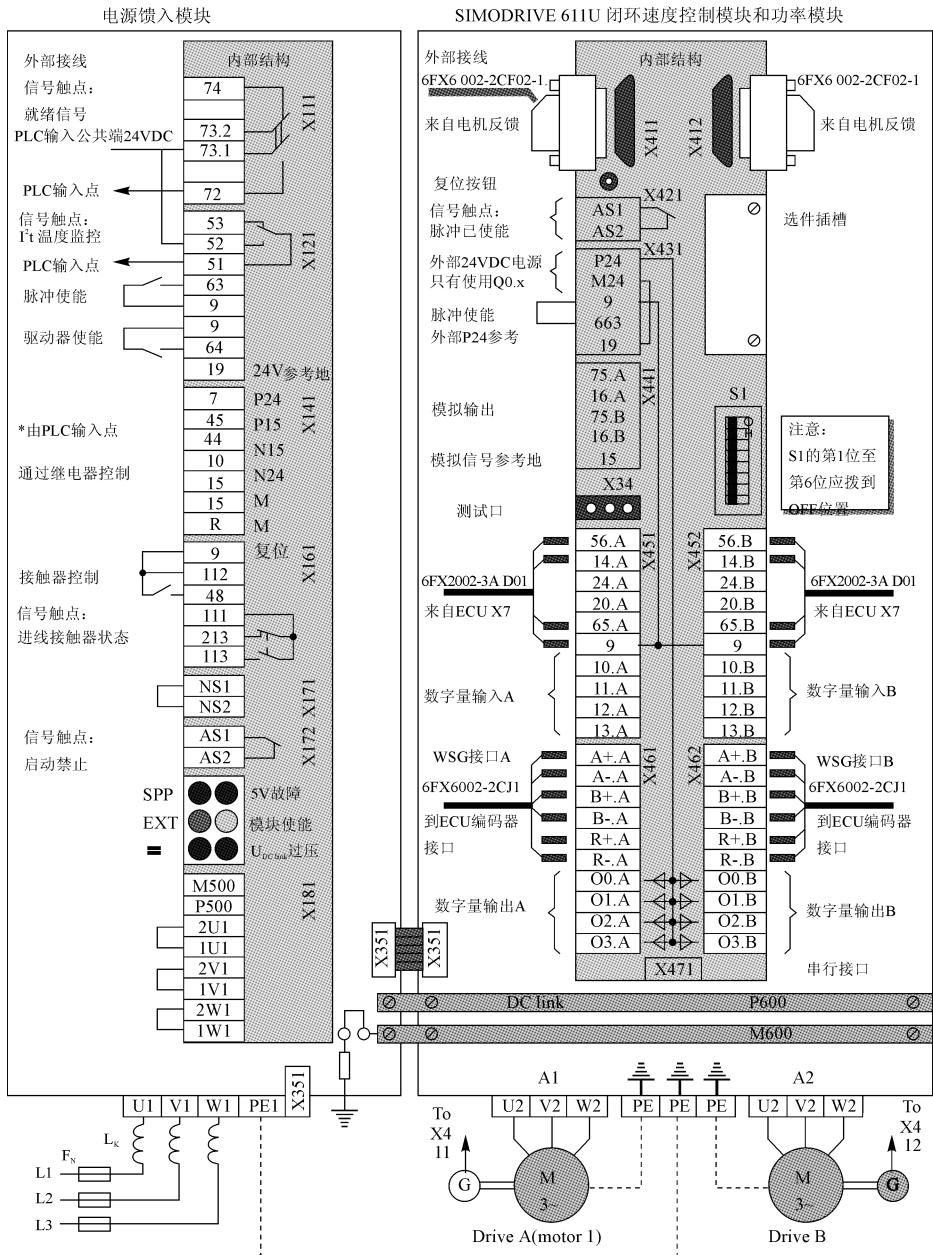 电源馈入模块
外部接线
内部结构
信号触点：
就绪信号
PLC输入公共端24VDC
PLC输入点
74
73.2
73.1
72
X111
信号触点：
I²t 温度监控
PLC输入点
脉冲使能
驱动器使能
53
52
51
63
9
9
64
19
X121
24V参考地
*由PLC输入点
通过继电器控制
7
45
44
10
15
15
R
P24
P15
N15
N24
M
M
X141
复位
接触器控制
信号触点：
进线接触器状态
9
112
48
111
213
113
X161
NS1
NS2
X171
信号触点：
启动禁止
AS1
AS2
X172
SPP
5V故障
EXT
模块使能
=
UDC link过压
M500
P500
2U1
1U1
2V1
1V1
2W1
1W1
X181
X351
X351
U1
V1
W1
PE1
X351
LK
FN
L1
L2
L3
SIMODRIVE 611U 闭环速度控制模块和功率模块
外部接线
内部结构
6FX6 002-2CF02-1
6FX6 002-2CF02-1
来自电机反馈
X411
X412
来自电机反馈
复位按钮
信号触点：
脉冲已使能
AS1
AS2
X421
选件插槽
外部24VDC电源
只有使用Q0.x
脉冲使能
外部P24参考
P24
M24
9
663
19
X431
模拟输出
模拟信号参考地
75.A
16.A
75.B
16.B
15
X441
S1
注意：
S1的第1位至
第6位应拨到
OFF位置
测试口
X34
56.A
14.A
24.A
20.A
65.A
9
10.A
11.A
12.A
13.A
X451
X452
56.B
14.B
24.B
20.B
65.B
9
10.B
11.B
12.B
13.B
6FX2002-3A D01
来自ECU X7
6FX2002-3A D01
来自ECU X7
数字量输入A
数字量输入B
WSG接口A
6FX6002-2CJ1
到ECU编码器
接口
A+.A
A-.A
B+.A
B-.A
R+.A
R-.A
O0.A
O1.A
O2.A
O3.A
X461
X462
A+.B
A-.B
B+.B
B-.B
R+.B
R-.B
O0.B
O1.B
O2.B
O3.B
WSG接口B
6FX6002-2CJ1
到ECU编码器
接口
数字量输出A
数字量输出B
X471
串行接口
DC link
P600
M600
A1
A2
U2
V2
W2
PE
PE
PE
U2
V2
W2
To
X4
11
To
X4
12
G
M
3~
M
3~
G
Drive A(motor 1)
Drive B